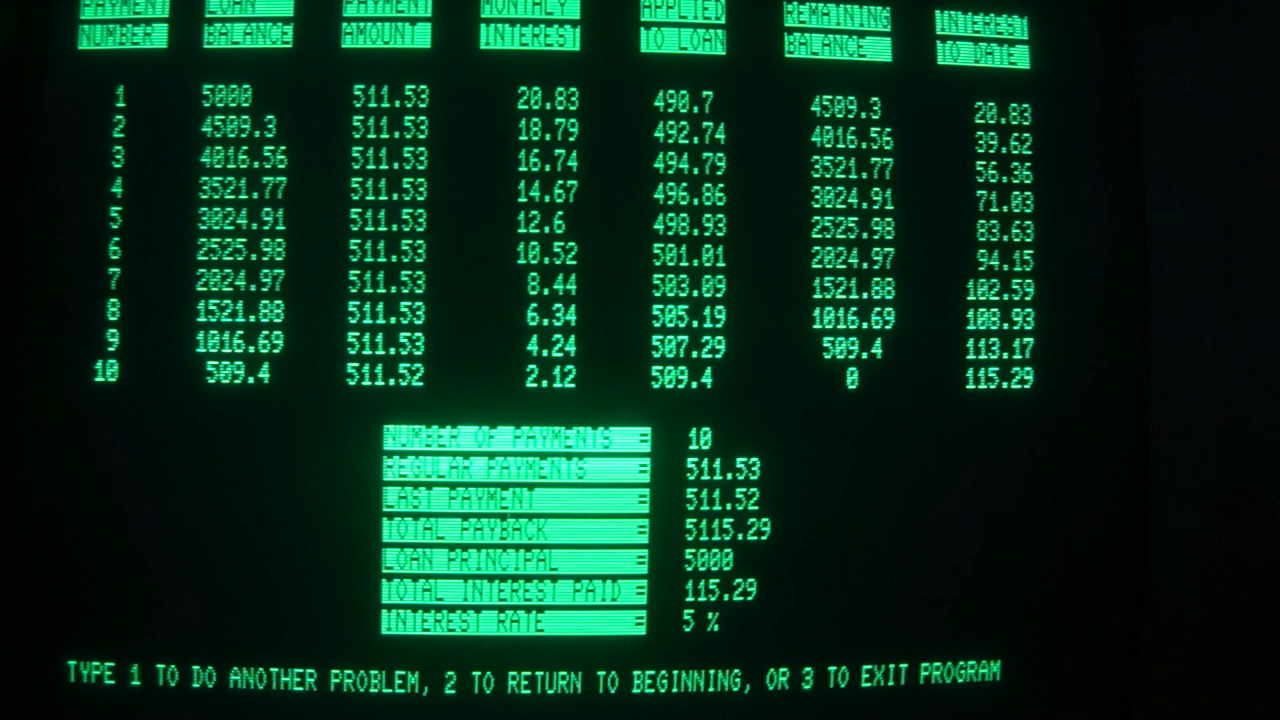 PAYMENT LOAN PAYMENT MONTHLY APPLIED REMAINING INTEREST
NUMBER BALANCE AMOUNT INTEREST TO LOAN BALANCE TO DATE
1 5000 511.53 20.83 490.7 4509.3 20.83
2 4509.3 511.53 18.79 492.74 4016.56 39.62
3 4016.56 511.53 16.74 494.79 3521.77 56.36
4 3521.77 511.53 14.67 496.86 3024.91 71.03
5 3024.91 511.53 12.6 498.93 2525.98 83.63
6 2525.98 511.53 10.52 501.01 2024.97 94.15
7 2024.97 511.53 8.44 503.09 1521.88 102.59
8 1521.88 511.53 6.34 505.19 1016.69 108.93
9 1016.69 511.53 4.24 507.29 509.4 113.17
10 509.4 511.52 2.12 509.4 0 115.29
NUMBER OF PAYMENTS = 10
REGULAR PAYMENTS = 511.53
LAST PAYMENT = 511.52
TOTAL PAYBACK = 5115.29
LOAN PRINCIPAL = 5000
TOTAL INTEREST PAID = 115.29
INTEREST RATE = 5 %
TYPE 1 TO DO ANOTHER PROBLEM, 2 TO RETURN TO BEGINNING, OR 3 TO EXIT PROGRAM